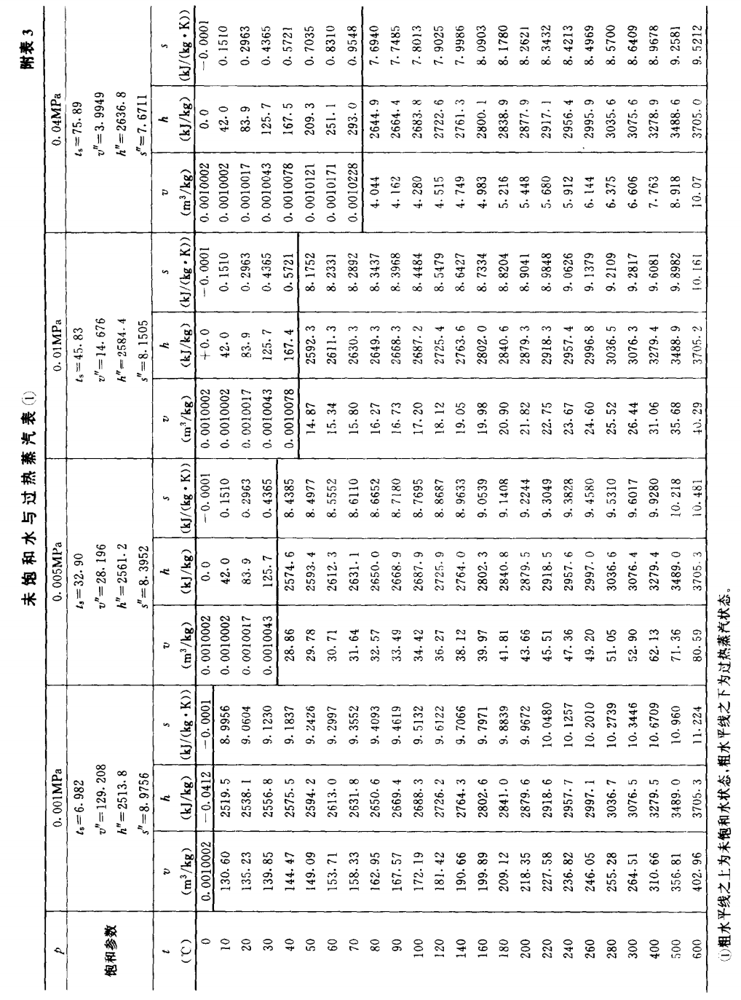 附表 3
未饱和水与过热蒸汽表①
p 0.001MPa 0.005MPa 0.01MPa 0.04MPa
饱和参数 ts=6.982 ts=32.90 ts=45.83 ts=75.89
v″=129.208 v″=28.196 v″=14.676 v″=3.9949
h″=2513.8 h″=2561.2 h″=2584.4 h″=2636.8
s″=8.9756 s″=8.3952 s″=8.1505 s″=7.6711
t v h s v h s v h s v h s
(℃) (m³/kg) (kJ/kg) (kJ/(kg·K)) (m³/kg) (kJ/kg) (kJ/(kg·K)) (m³/kg) (kJ/kg) (kJ/(kg·K)) (m³/kg) (kJ/kg) (kJ/(kg·K))
0 0.0010002 −0.0412 −0.0001 0.0010002 0.0 −0.0001 0.0010002 +0.0 −0.0001 0.0010002 0.0 −0.0001
10 130.60 2519.5 8.9956 0.0010002 42.0 0.1510 0.0010002 42.0 0.1510 0.0010002 42.0 0.1510
20 135.23 2538.1 9.0604 0.0010017 83.9 0.2963 0.0010017 83.9 0.2963 0.0010017 83.9 0.2963
30 139.85 2556.8 9.1230 0.0010043 125.7 0.4365 0.0010043 125.7 0.4365 0.0010043 125.7 0.4365
40 144.47 2575.5 9.1837 28.86 2574.6 8.4385 0.0010078 167.4 0.5721 0.0010078 167.5 0.5721
50 149.09 2594.2 9.2426 29.78 2593.4 8.4977 14.87 2592.3 8.1752 0.0010121 209.3 0.7035
60 153.71 2613.0 9.2997 30.71 2612.3 8.5552 15.34 2611.3 8.2331 0.0010171 251.1 0.8310
70 158.33 2631.8 9.3552 31.64 2631.1 8.6110 15.80 2630.3 8.2892 0.0010228 293.0 0.9548
80 162.95 2650.6 9.4093 32.57 2650.0 8.6652 16.27 2649.3 8.3437 4.044 2644.9 7.6940
90 167.57 2669.4 9.4619 33.49 2668.9 8.7180 16.73 2668.3 8.3968 4.162 2664.4 7.7485
100 172.19 2688.3 9.5132 34.42 2687.9 8.7695 17.20 2687.2 8.4484 4.280 2683.8 7.8013
120 181.42 2726.2 9.6122 36.27 2725.9 8.8687 18.12 2725.4 8.5479 4.515 2722.6 7.9025
140 190.66 2764.3 9.7066 38.12 2764.0 8.9633 19.05 2763.6 8.6427 4.749 2761.3 7.9986
160 199.89 2802.6 9.7971 39.97 2802.3 9.0539 19.98 2802.0 8.7334 4.983 2800.1 8.0903
180 209.12 2841.0 9.8839 41.81 2840.8 9.1408 20.90 2840.6 8.8204 5.216 2838.9 8.1780
200 218.35 2879.6 9.9672 43.66 2879.5 9.2244 21.82 2879.3 8.9041 5.448 2877.9 8.2621
220 227.58 2918.6 10.0480 45.51 2918.5 9.3049 22.75 2918.3 8.9848 5.680 2917.1 8.3432
240 236.82 2957.7 10.1257 47.36 2957.6 9.3828 23.67 2957.4 9.0626 5.912 2956.4 8.4213
260 246.05 2997.1 10.2010 49.20 2997.0 9.4580 24.60 2996.8 9.1379 6.144 2995.9 8.4969
280 255.28 3036.7 10.2739 51.05 3036.6 9.5310 25.52 3036.5 9.2109 6.375 3035.6 8.5700
300 264.51 3076.5 10.3446 52.90 3076.4 9.6017 26.44 3076.3 9.2817 6.606 3075.6 8.6409
400 310.66 3279.5 10.6709 62.13 3279.4 9.9280 31.06 3279.4 9.6081 7.763 3278.9 8.9678
500 356.81 3489.0 10.960 71.36 3489.0 10.218 35.68 3488.9 9.8982 8.918 3488.6 9.2581
600 402.96 3705.3 11.224 80.59 3705.3 10.481 40.29 3705.2 10.161 10.07 3705.0 9.5212
①粗水平线之上为未饱和水状态,粗水平线之下为过热蒸汽状态。